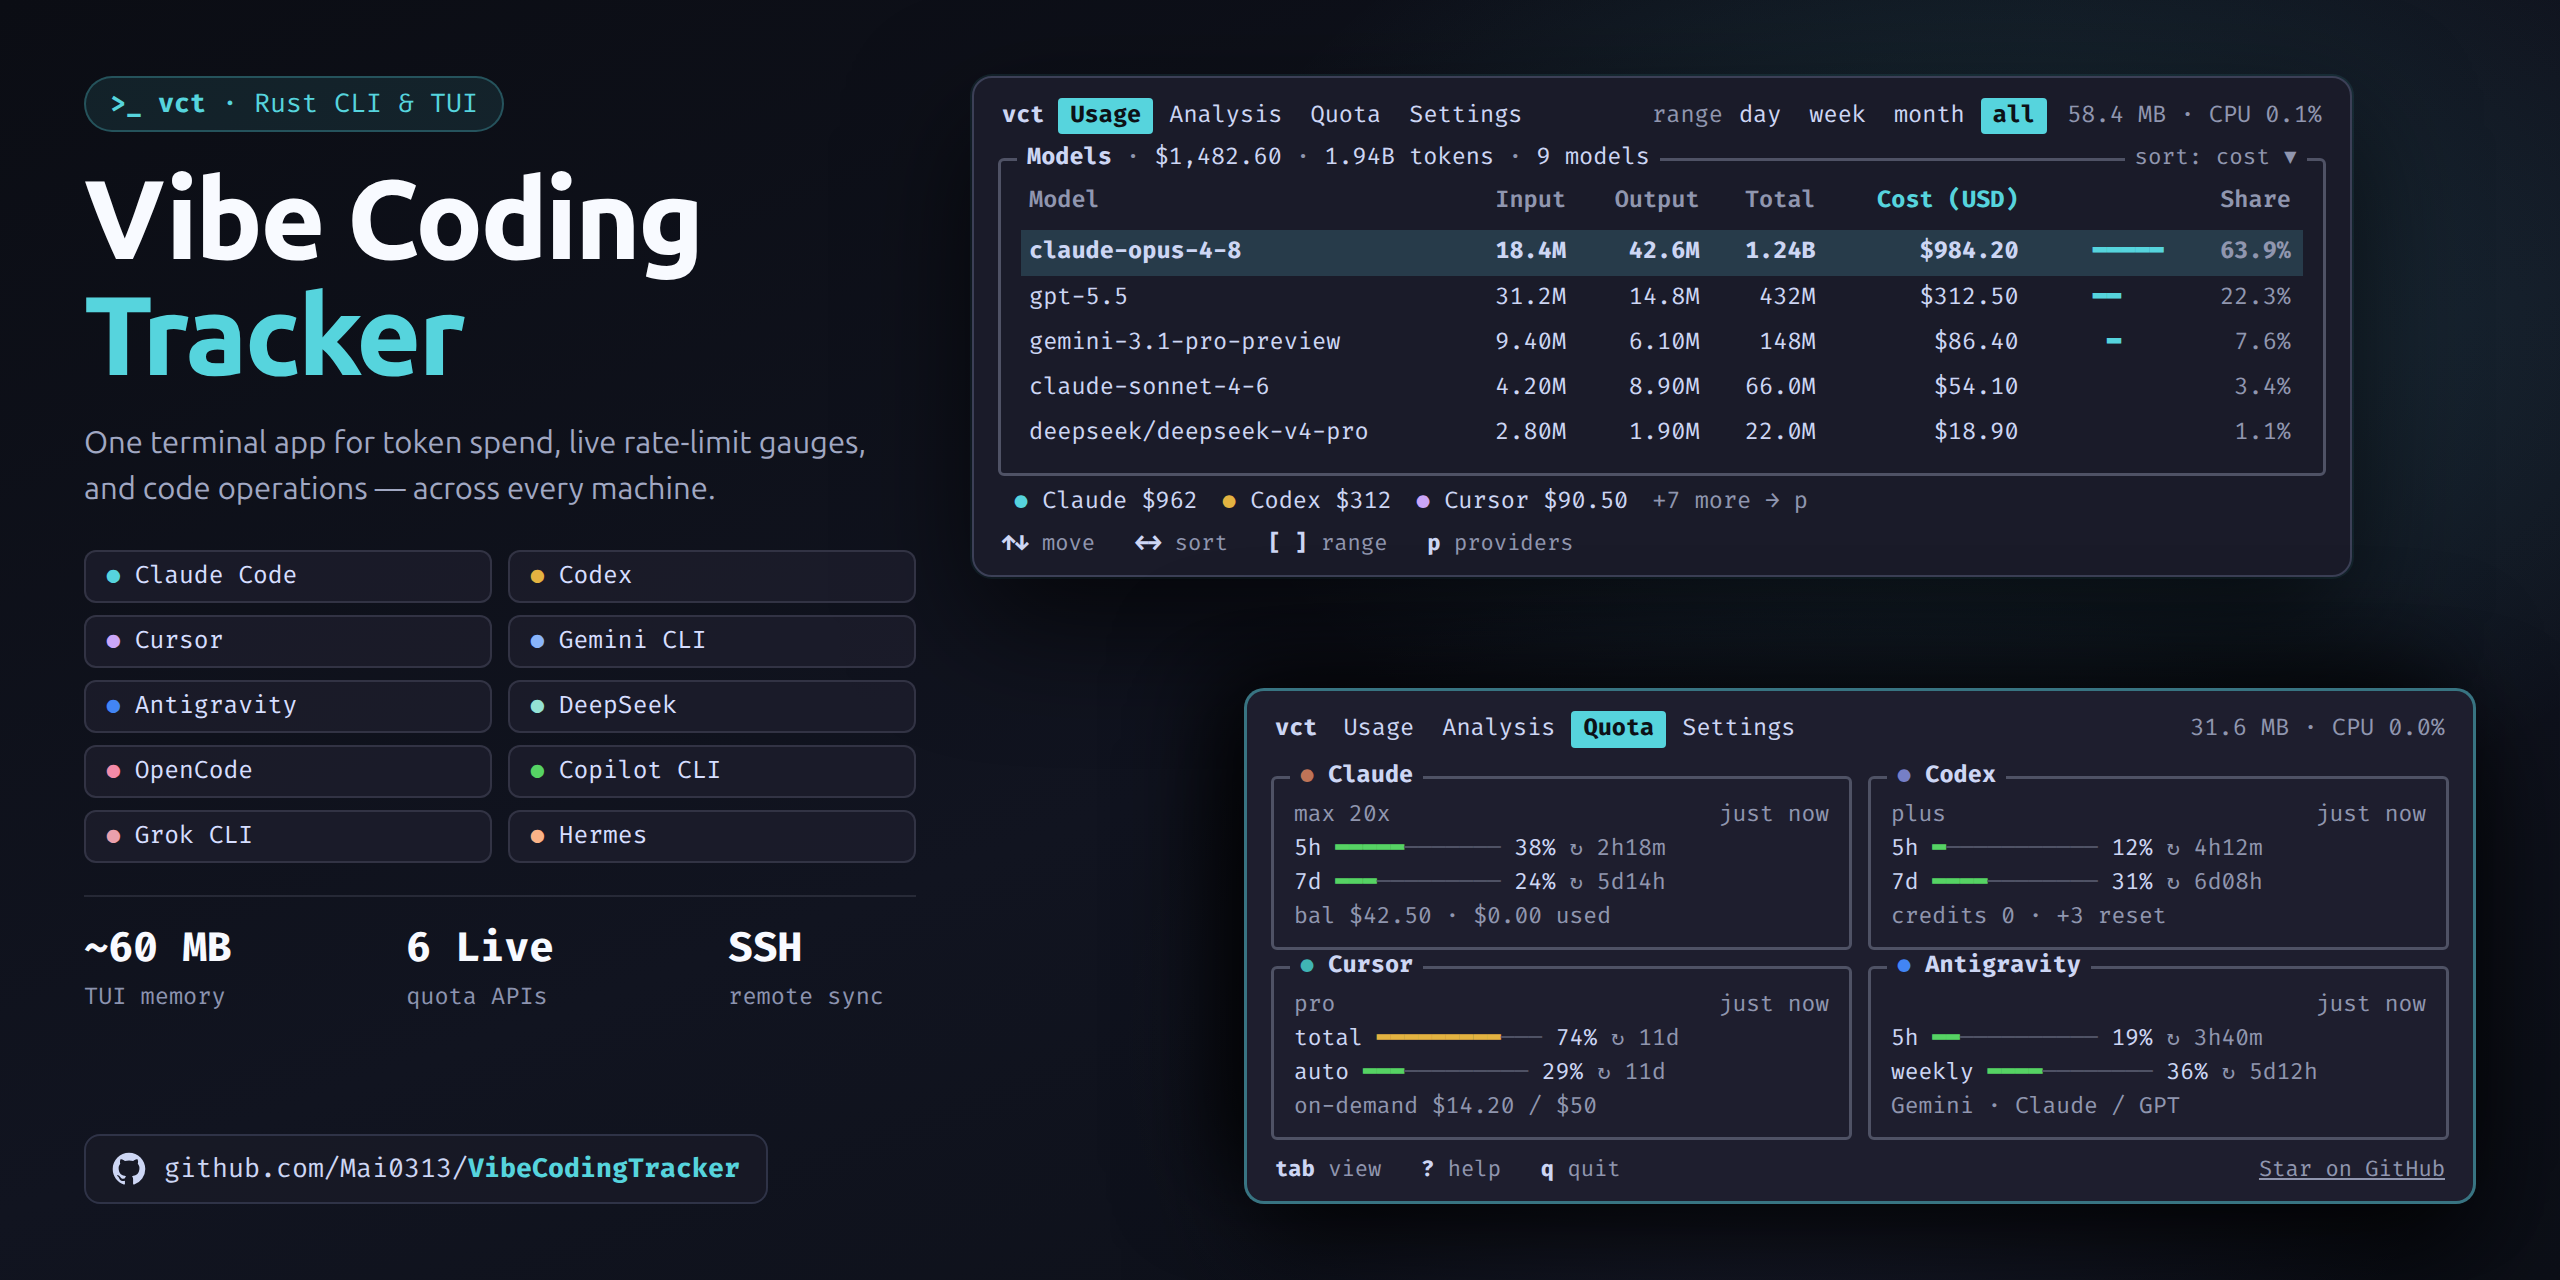 >_ vct · Rust CLI & TUI
Vibe Coding
Tracker
One terminal app for token spend, live rate-limit gauges,
and code operations — across every machine.
Claude Code
Codex
Cursor
Gemini CLI
Antigravity
DeepSeek
OpenCode
Copilot CLI
Grok CLI
Hermes
~60 MB
TUI memory
6 Live
quota APIs
SSH
remote sync
github.com/Mai0313/VibeCodingTracker
vct Usage Analysis Quota Settings range day week month all 58.4 MB · CPU 0.1%
Models · $1,482.60 · 1.94B tokens · 9 models sort: cost ▼
Model Input Output Total Cost (USD) Share
claude-opus-4-8 18.4M 42.6M 1.24B $984.20 63.9%
gpt-5.5 31.2M 14.8M 432M $312.50 22.3%
gemini-3.1-pro-preview 9.40M 6.10M 148M $86.40 7.6%
claude-sonnet-4-6 4.20M 8.90M 66.0M $54.10 3.4%
deepseek/deepseek-v4-pro 2.80M 1.90M 22.0M $18.90 1.1%
● Claude $962 ● Codex $312 ● Cursor $90.50 +7 more → p
↑↓ move ↔ sort [ ] range p providers
vct Usage Analysis Quota Settings 31.6 MB · CPU 0.0%
Claude
max 20x just now
5h 38% ↻ 2h18m
7d 24% ↻ 5d14h
bal $42.50 · $0.00 used
Codex
plus just now
5h 12% ↻ 4h12m
7d 31% ↻ 6d08h
credits 0 · +3 reset
Cursor
pro just now
total 74% ↻ 11d
auto 29% ↻ 11d
on-demand $14.20 / $50
Antigravity
just now
5h 19% ↻ 3h40m
weekly 36% ↻ 5d12h
Gemini · Claude / GPT
tab view ? help q quit Star on GitHub